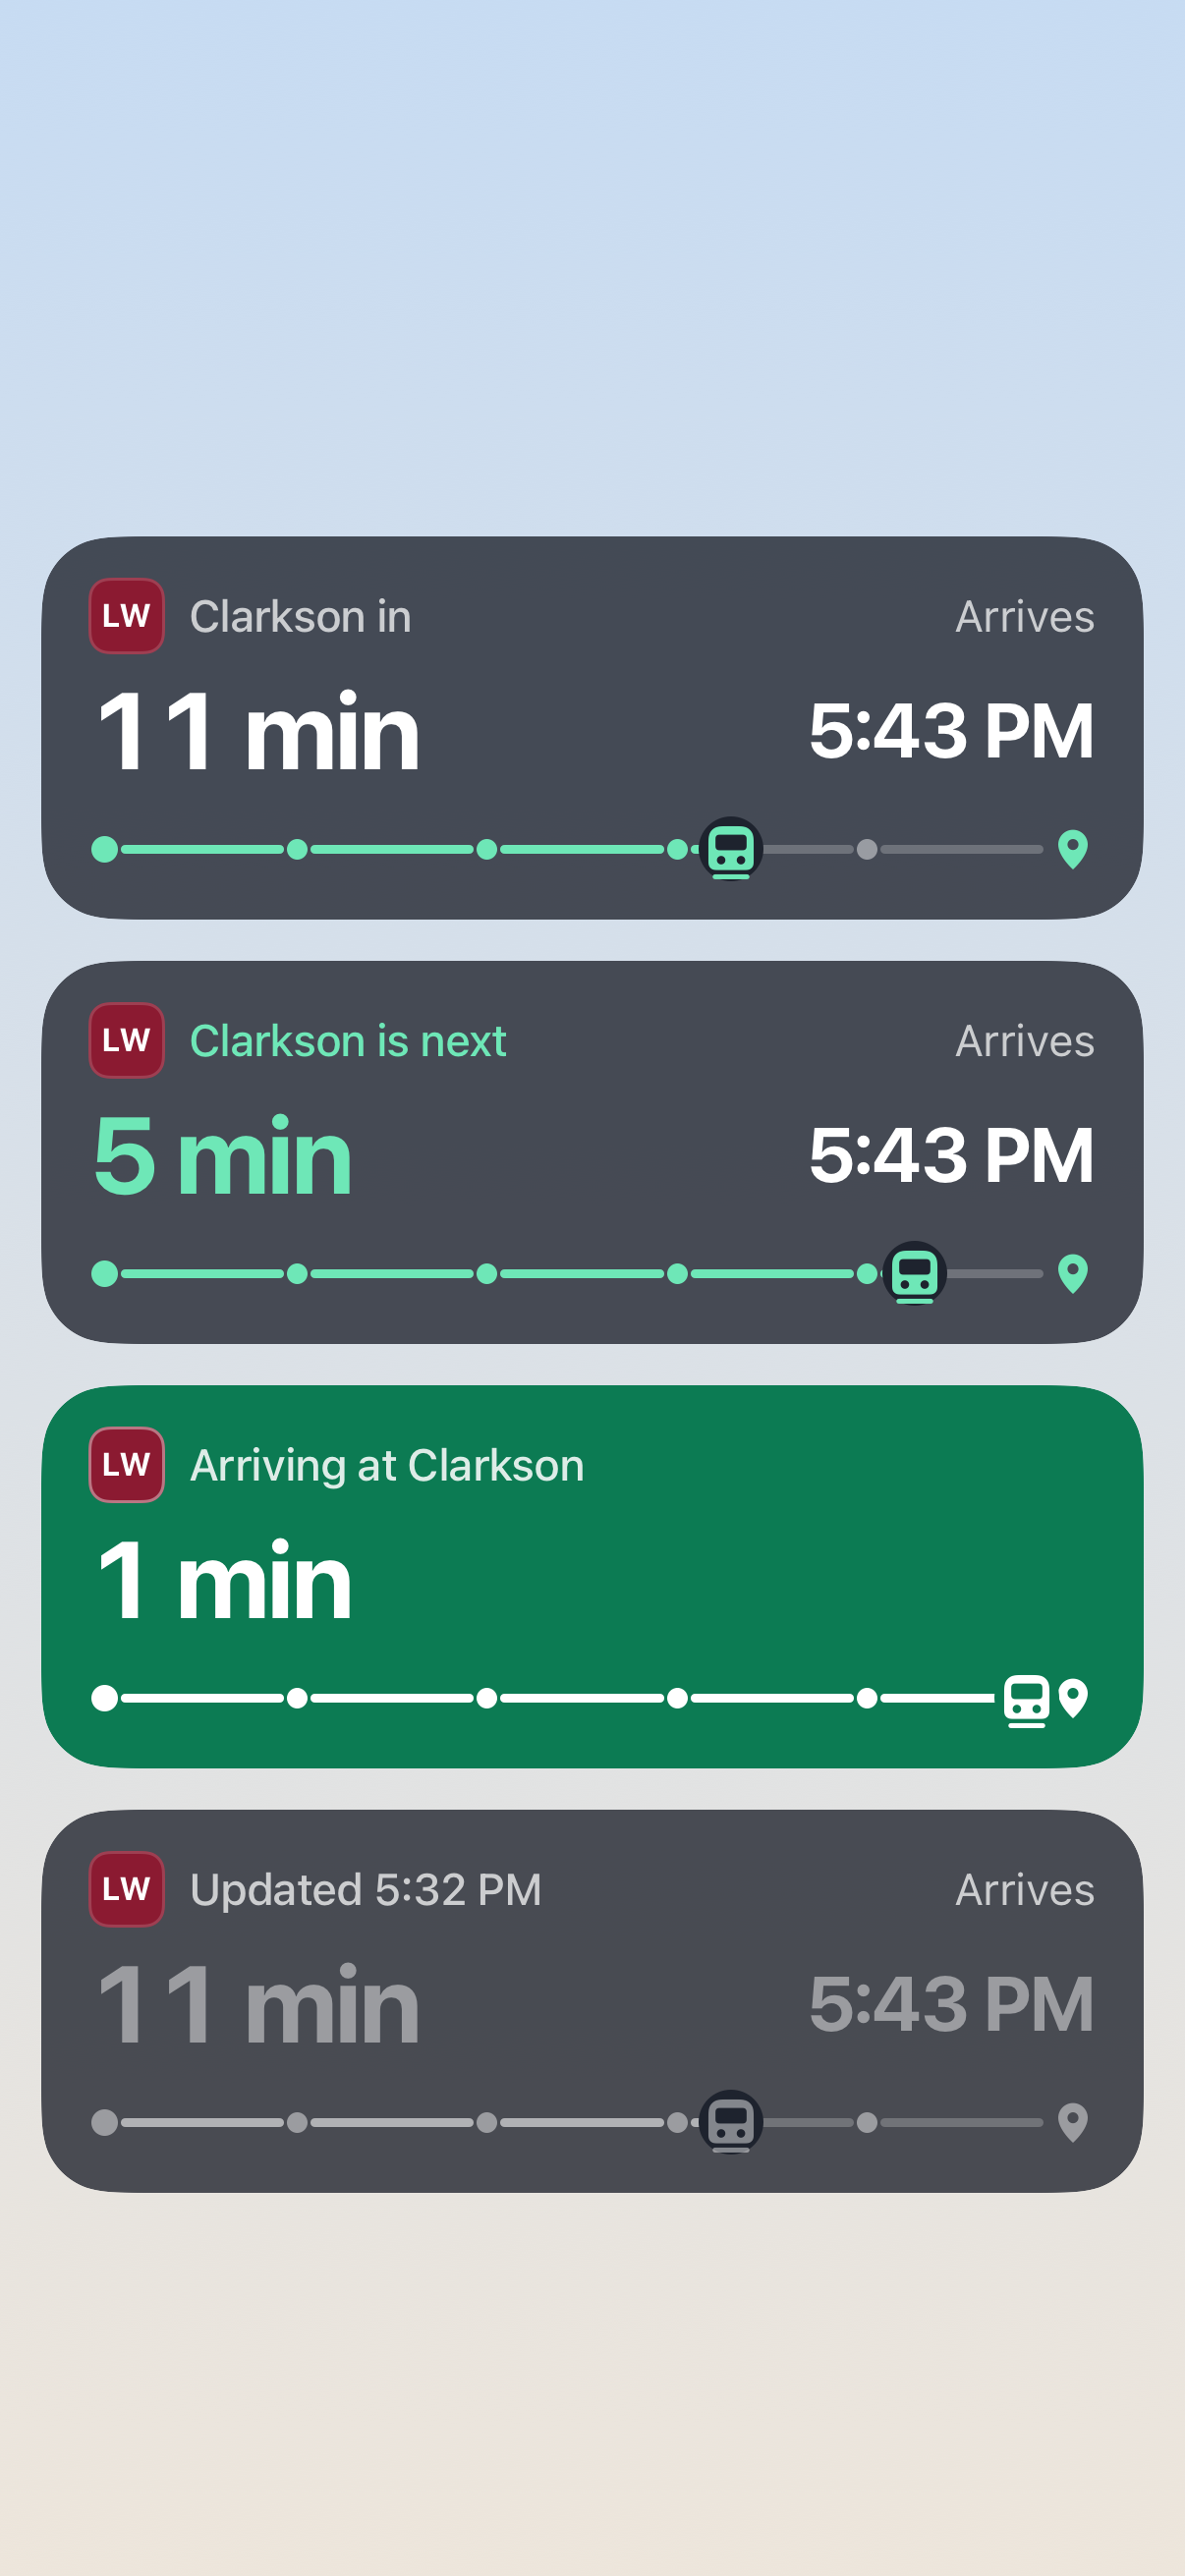 LW Clarkson in Arrives
11 min 5:43 PM
LW Clarkson is next Arrives
5 min 5:43 PM
LW Arriving at Clarkson
1 min
LW Updated 5:32 PM Arrives
11 min 5:43 PM